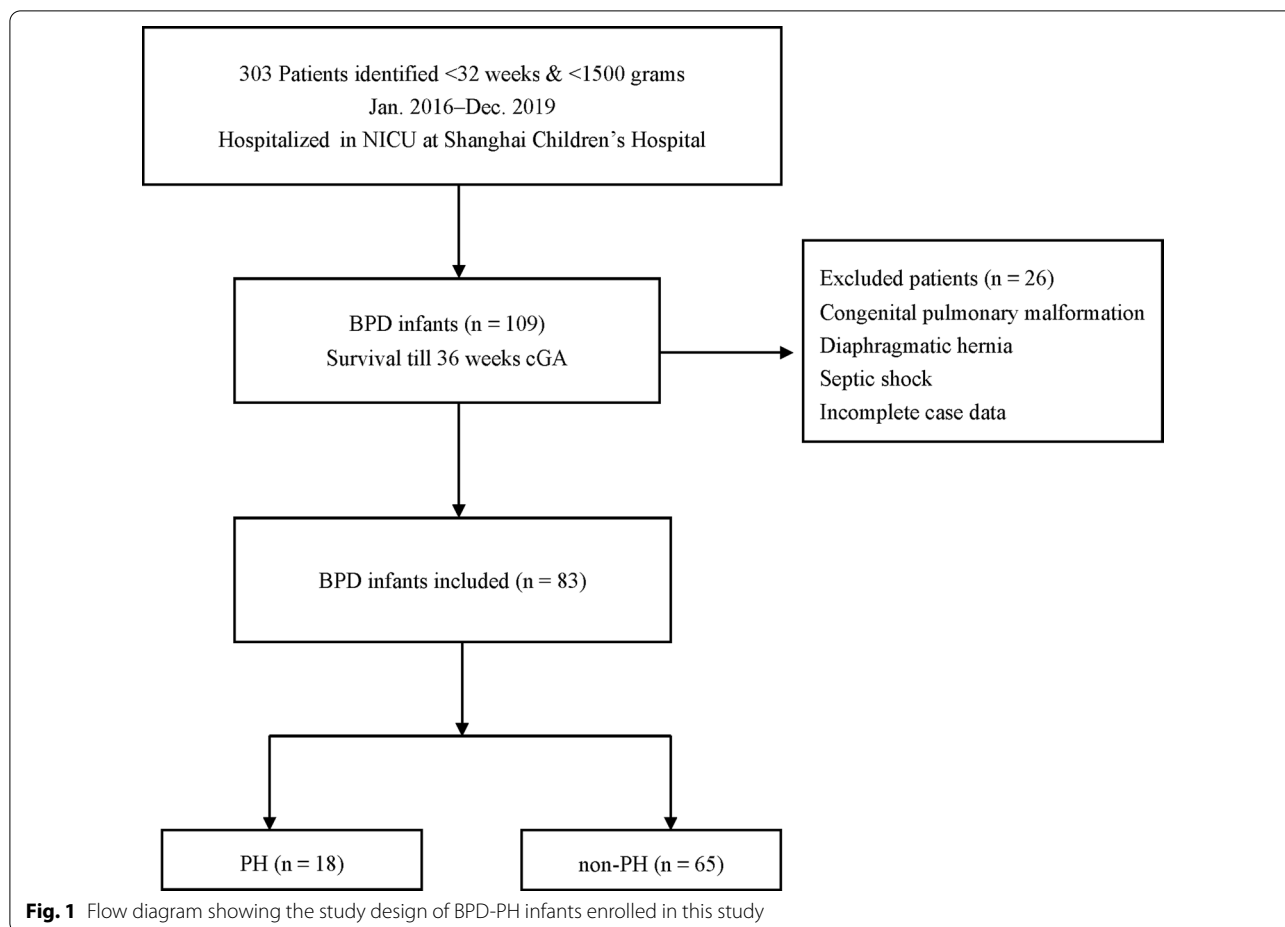 303 Patients identified <32 weeks & <1500 grams
Jan. 2016–Dec. 2019
Hospitalized in NICU at Shanghai Children's Hospital
BPD infants (n = 109)
Survival till 36 weeks cGA
Excluded patients (n = 26)
Congenital pulmonary malformation
Diaphragmatic hernia
Septic shock
Incomplete case data
BPD infants included (n = 83)
PH (n = 18)
non-PH (n = 65)
Fig. 1 Flow diagram showing the study design of BPD-PH infants enrolled in this study